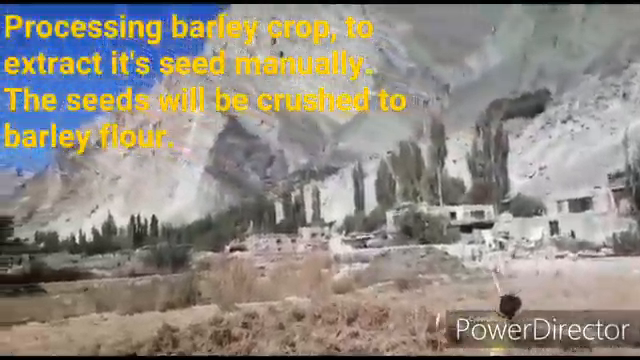 Processing barley crop, to
extract it's seed manually..
The seeds will be crushed to
barley flour.
PowerDirector